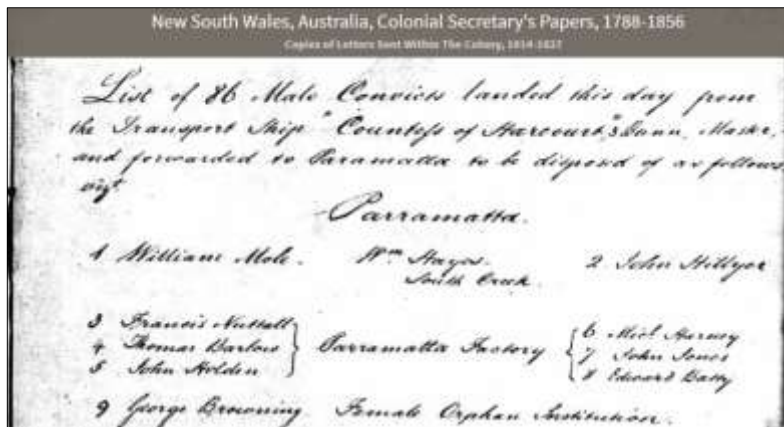 New South Wales, Australia, Colonial Secretary's Papers, 1788-1856
Copies of Letters Sent Within The Colony, 1814-1827
List of 86 Male Convicts landed this day from
the Transport Ship "Countess of Harcourt," Bunn, Master,
and forwarded to Paramatta to be disposed of as follows,
vizt
Parramatta.
1 William Mole. Wm Hayes. 2 John Hillyor
South Creek.
3 Francis Nuttall 6 Michl Harvey
4 Thomas Barlow Parramatta Factory 7 John Jones
5 John Holden 8 Edward Batty
9 George Browning Female Orphan Institution.